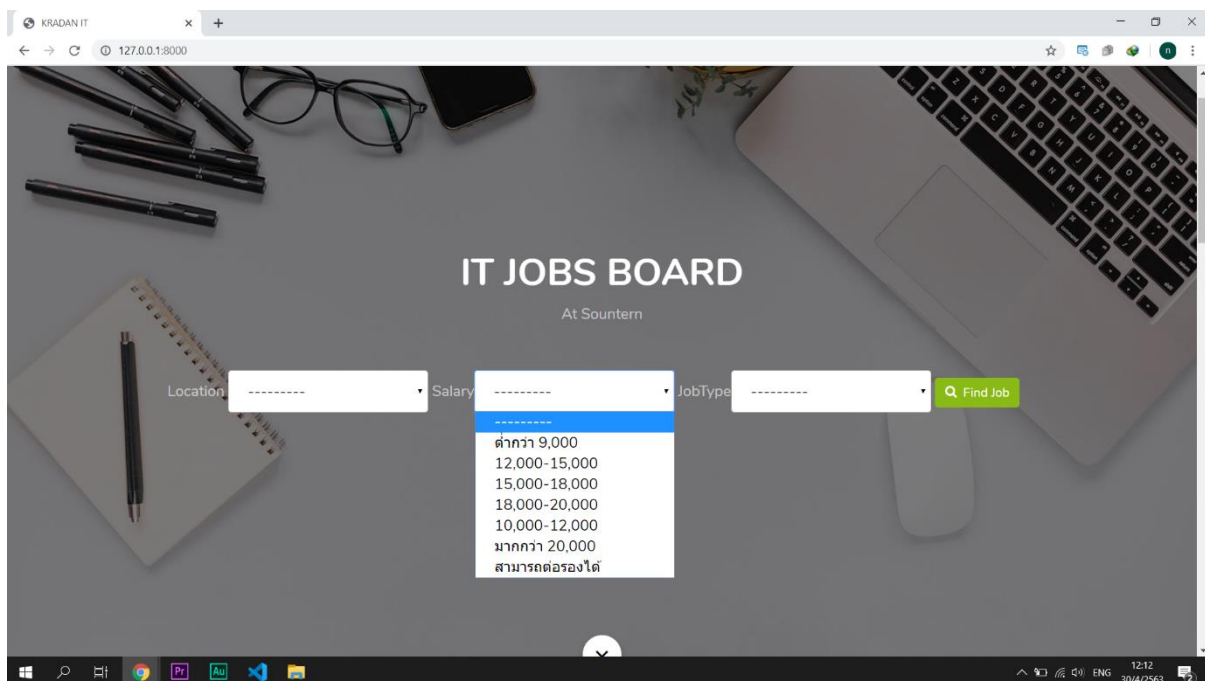 KRADAN IT
127.0.0.1:8000
n
IT JOBS BOARD
At Sountern
Location --------- Salary --------- JobType --------- Find Job
---------
ต่ำกว่า 9,000
12,000-15,000
15,000-18,000
18,000-20,000
10,000-12,000
มากกว่า 20,000
สามารถต่อรองได้
Pr Au ENG 12:12
30/4/2563 2